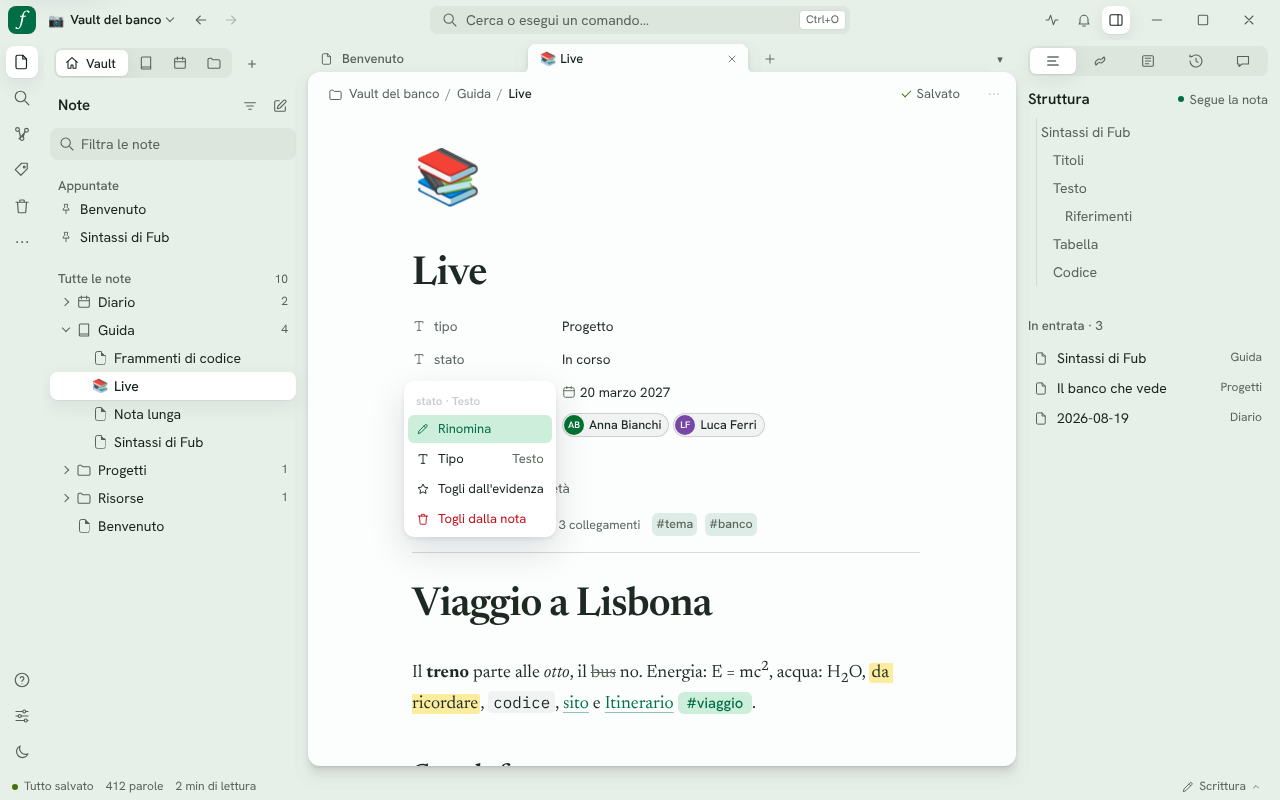 Vault del banco
Cerca o esegui un comando…
Ctrl+O
Vault
Benvenuto
Live
Note
Filtra le note
Appuntate
Benvenuto
Sintassi di Fub
Tutte le note 10
Diario 2
Guida 4
Frammenti di codice
Live
Nota lunga
Sintassi di Fub
Progetti 1
Risorse 1
Benvenuto
Vault del banco / Guida / Live
Salvato
Live
tipo Progetto
stato In corso
20 marzo 2027
AB Anna Bianchi LF Luca Ferri
stato · Testo
Rinomina
Tipo Testo
Togli dall'evidenza
Togli dalla nota
3 collegamenti #tema #banco
Viaggio a Lisbona
Il treno parte alle otto, il bus no. Energia: E = mc2, acqua: H2O, da
ricordare, codice, sito e Itinerario #viaggio.
Struttura
Segue la nota
Sintassi di Fub
Titoli
Testo
Riferimenti
Tabella
Codice
In entrata · 3
Sintassi di Fub Guida
Il banco che vede Progetti
2026-08-19 Diario
Tutto salvato 412 parole 2 min di lettura
Scrittura